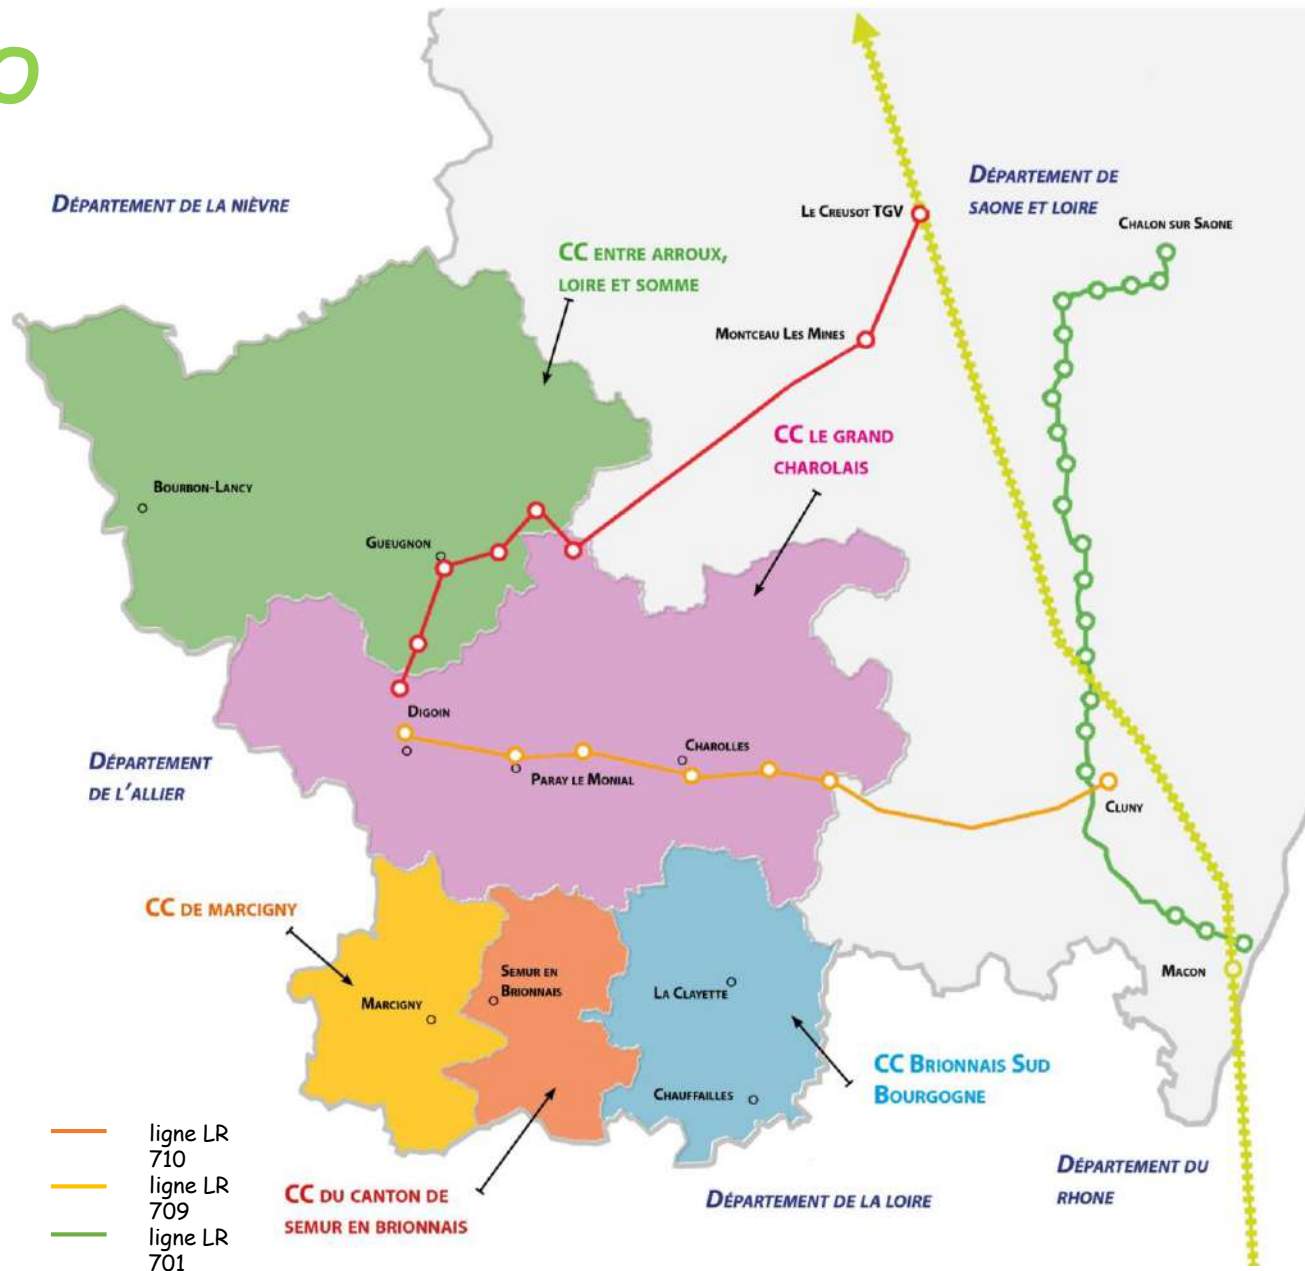 O
DÉPARTEMENT DE LA NIÈVRE
DÉPARTEMENT DE
SAONE ET LOIRE
LE CREUSOT TGV
CHALON SUR SAONE
CC ENTRE ARROUX,
LOIRE ET SOMME
MONTCEAU LES MINES
CC LE GRAND
CHAROLAIS
BOURBON-LANCY
GUEUGNON
DIGOIN
CHAROLLES
PARAY LE MONIAL
DÉPARTEMENT
DE L'ALLIER
CLUNY
CC DE MARCIGNY
SEMUR EN
BRIONNAIS
MARCIGNY
LA CLAYETTE
MACON
CC BRIONNAIS SUD
BOURGOGNE
CHAUFFAILLES
ligne LR
710
ligne LR
709
ligne LR
701
CC DU CANTON DE
SEMUR EN BRIONNAIS
DÉPARTEMENT DE LA LOIRE
DÉPARTEMENT DU
RHONE